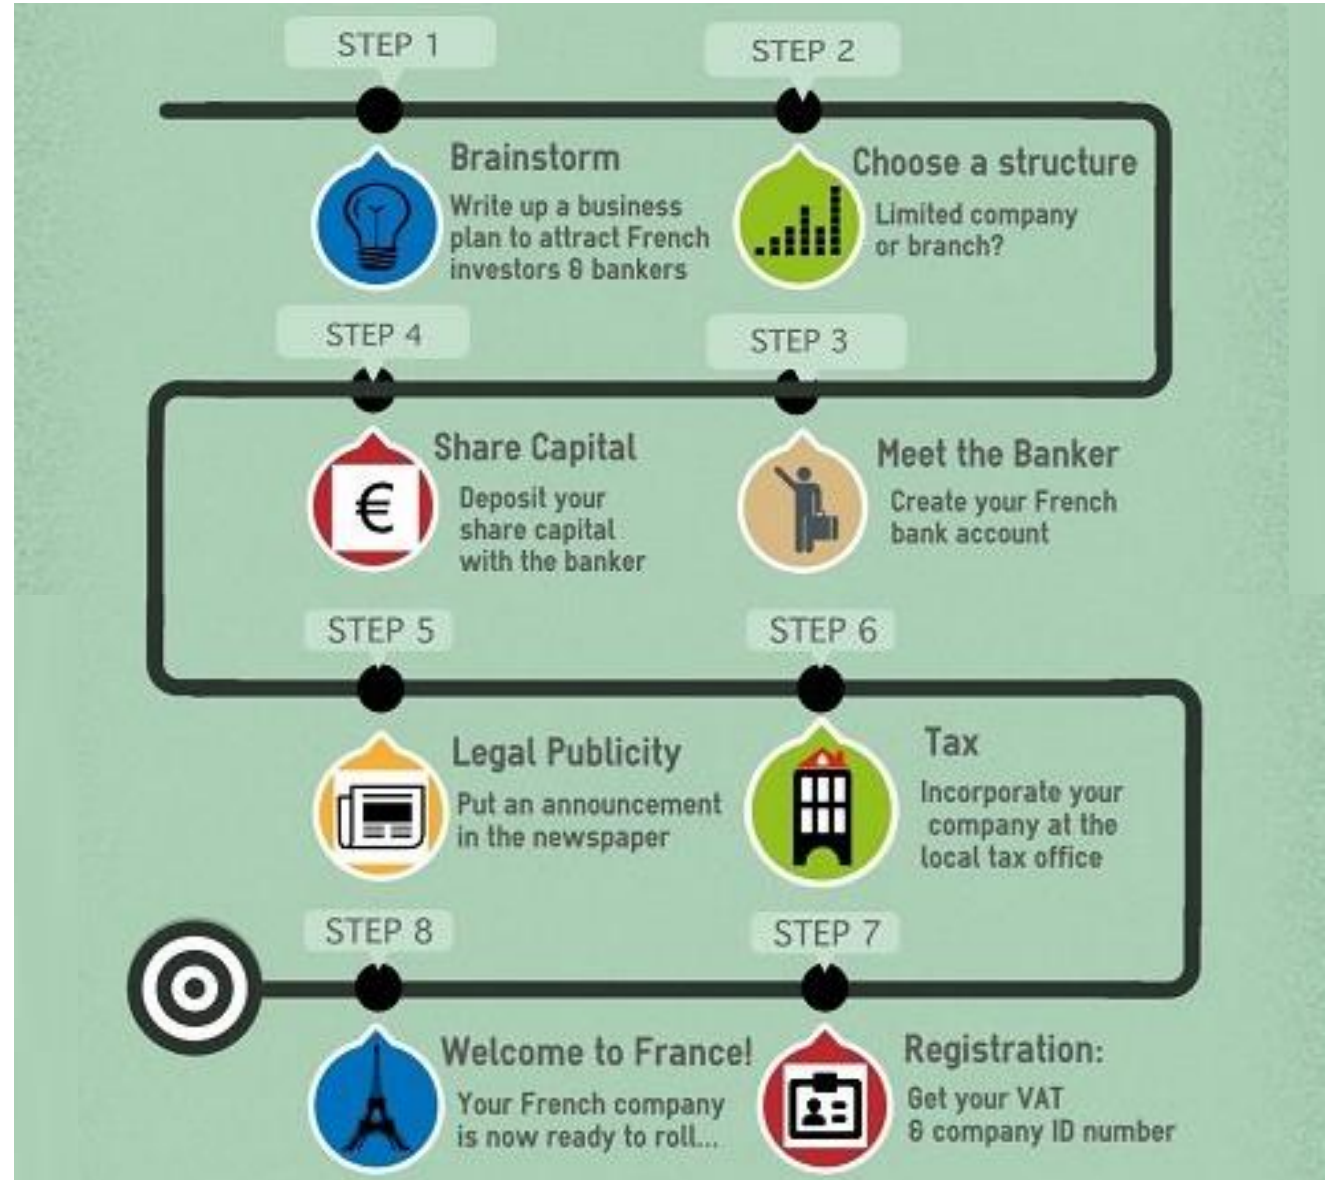 STEP 1
Brainstorm
Write up a business
plan to attract French
investors & bankers
STEP 2
Choose a structure
Limited company
or branch?
STEP 3
Meet the Banker
Create your French
bank account
STEP 4
Share Capital
€
Deposit your
share capital
with the banker
STEP 5
Legal Publicity
Put an announcement
in the newspaper
STEP 6
Tax
Incorporate your
company at the
local tax office
STEP 7
Registration:
Get your VAT
& company ID number
STEP 8
Welcome to France!
Your French company
is now ready to roll...